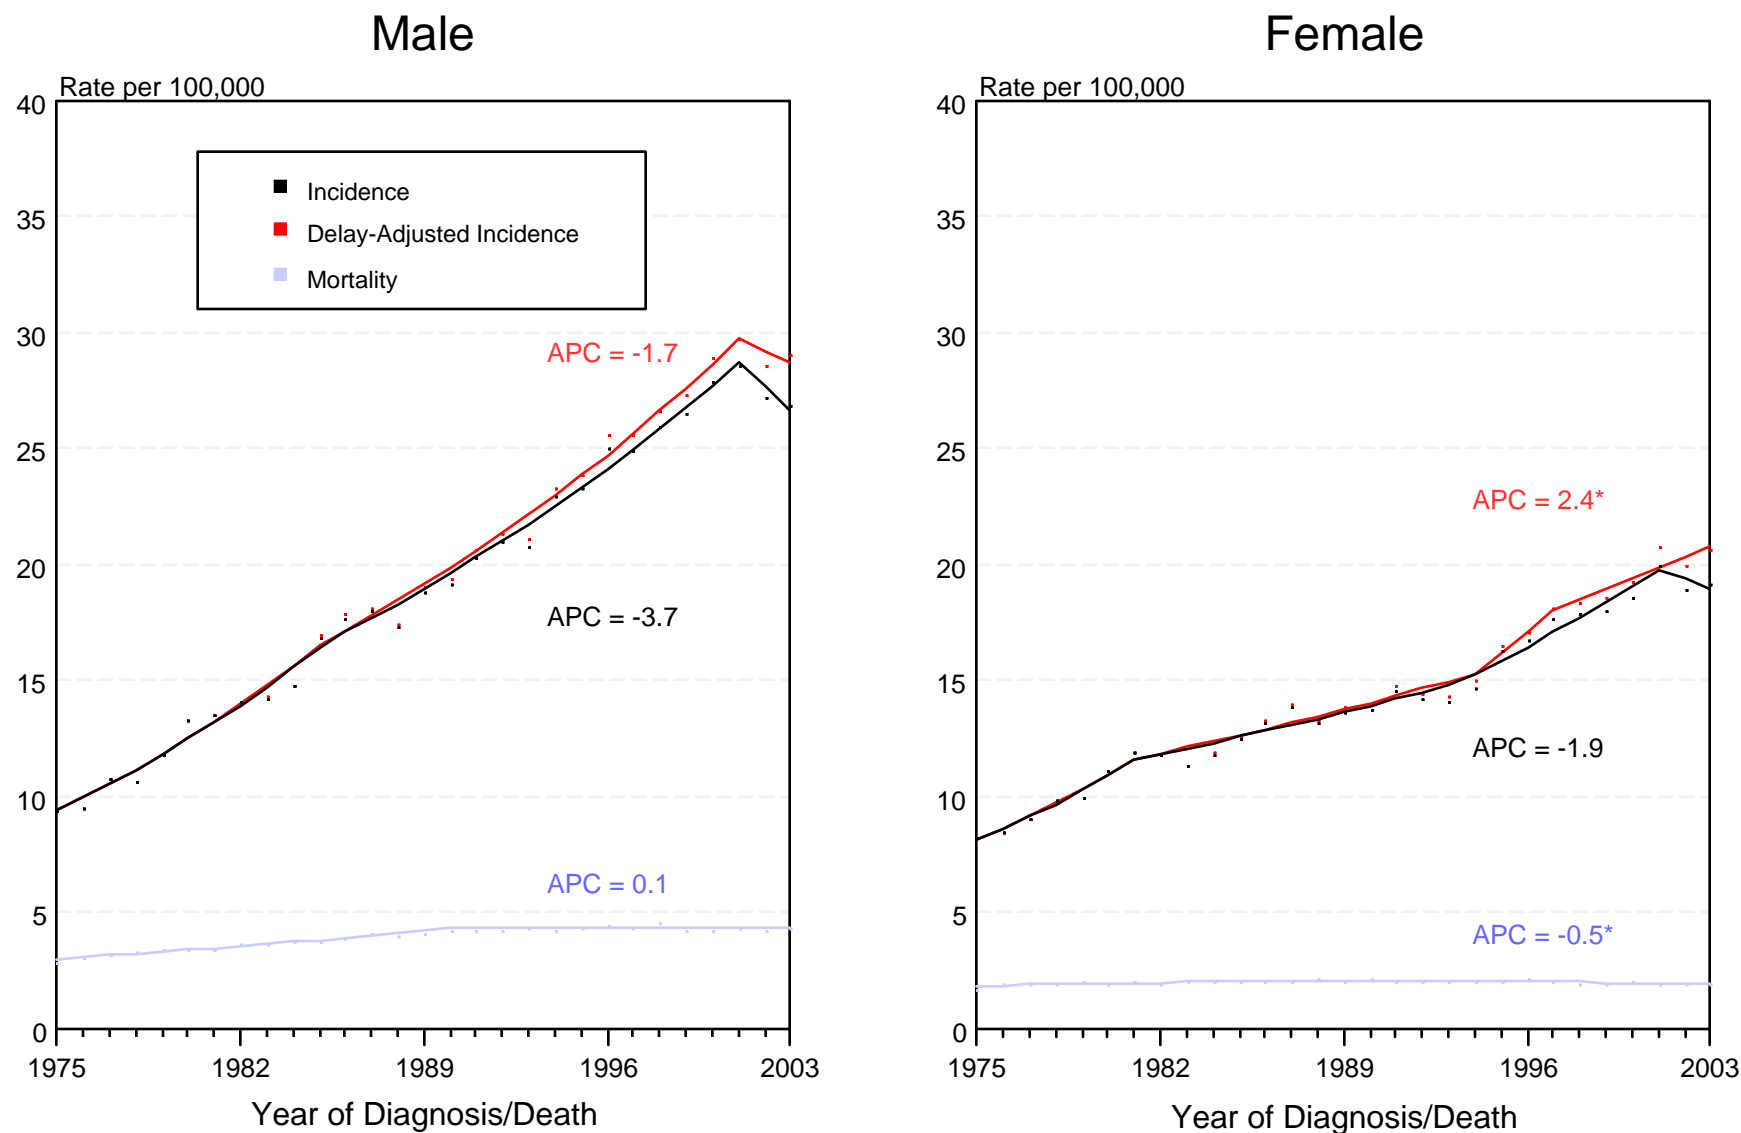 Male
Rate per 100,000
40
35
30
25
20
15
10
5
0
Incidence
Delay-Adjusted Incidence
Mortality
APC = -1.7
APC = -3.7
APC = 0.1
1975
1982
1989
1996
2003
Year of Diagnosis/Death
Female
Rate per 100,000
40
35
30
25
20
15
10
5
0
APC = 2.4*
APC = -1.9
APC = -0.5*
1975
1982
1989
1996
2003
Year of Diagnosis/Death